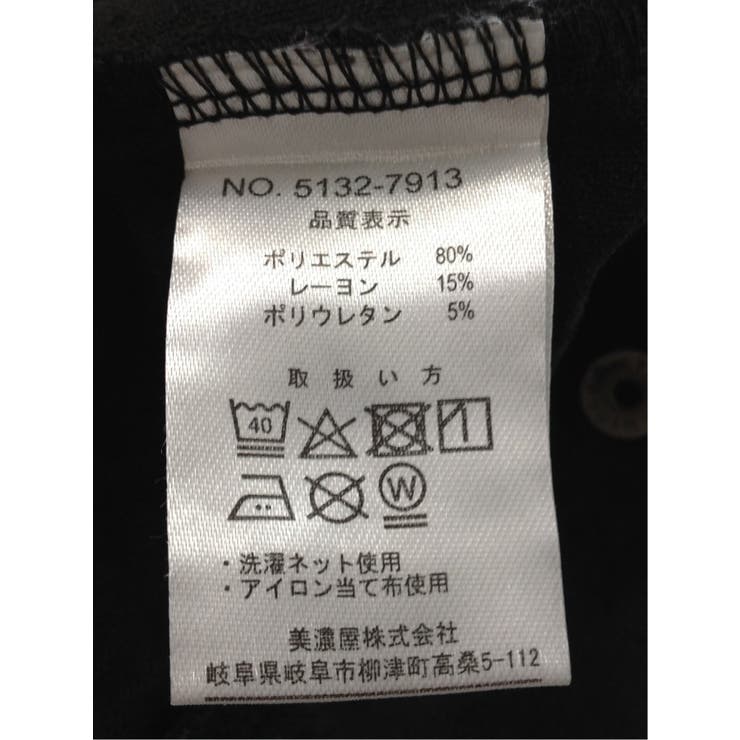 NO. 5132-7913
品質表示
ポリエステル 80%
レーヨン 15%
ポリウレタン 5%
取扱い方
40
W
・洗濯ネット使用
・アイロン当て布使用
美濃屋株式会社
岐阜県岐阜市柳津町高桑5-112